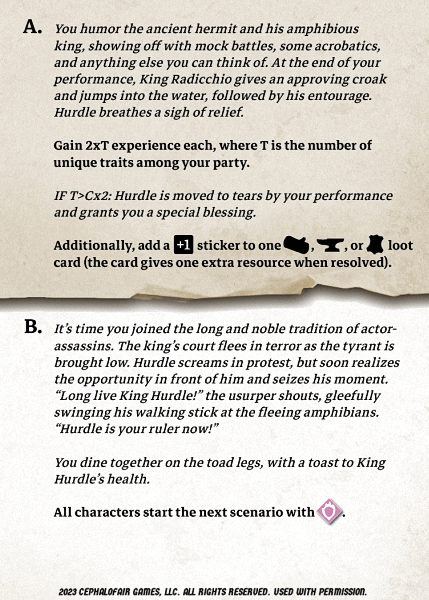 A. You humor the ancient hermit and his amphibious
king, showing off with mock battles, some acrobatics,
and anything else you can think of. At the end of your
performance, King Radicchio gives an approving croak
and jumps into the water, followed by his entourage.
Hurdle breathes a sigh of relief.
Gain 2xT experience each, where T is the number of
unique traits among your party.
IF T>Cx2: Hurdle is moved to tears by your performance
and grants you a special blessing.
Additionally, add a +1 sticker to one , , or loot
card (the card gives one extra resource when resolved).
B. It's time you joined the long and noble tradition of actor-
assassins. The king's court flees in terror as the tyrant is
brought low. Hurdle screams in protest, but soon realizes
the opportunity in front of him and seizes his moment.
“Long live King Hurdle!” the usurper shouts, gleefully
swinging his walking stick at the fleeing amphibians.
“Hurdle is your ruler now!”
You dine together on the toad legs, with a toast to King
Hurdle's health.
All characters start the next scenario with .
2023 CEPHALOFAIR GAMES, LLC. ALL RIGHTS RESERVED. USED WITH PERMISSION.